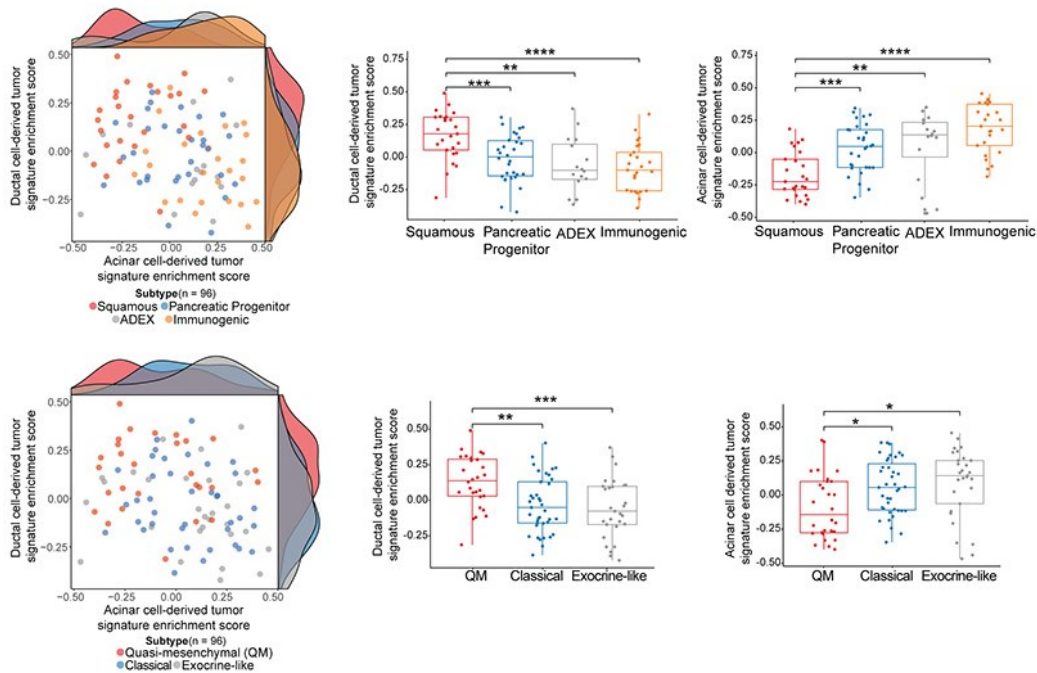 Ductal cell-derived tumor
signature enrichment score
0.50
0.25
0.00
−0.25
−0.50
−0.25
0.00
0.25
0.50
Acinar cell-derived tumor
signature enrichment score
Subtype(n = 96)
Squamous Pancreatic Progenitor
ADEX Immunogenic
Ductal cell-derived tumor
signature enrichment score
0.75
0.50
0.25
0.00
-0.25
****
**
***
Squamous Pancreatic Progenitor ADEX Immunogenic
Acinar cell-derived tumor
signature enrichment score
0.75
0.50
0.25
0.00
-0.25
-0.50
****
**
***
Squamous Pancreatic Progenitor ADEX Immunogenic
Ductal cell-derived tumor
signature enrichment score
0.50
0.25
0.00
−0.25
−0.50
−0.25
0.00
0.25
0.50
Acinar cell-derived tumor
signature enrichment score
Subtype(n = 96)
Quasi-mesenchymal (QM)
Classical Exocrine-like
Ductal cell-derived tumor
signature enrichment score
0.50
0.25
0.00
-0.25
***
**
QM Classical Exocrine-like
Acinar cell derived tumor
signature enrichment score
0.50
0.25
0.00
-0.25
-0.50
*
*
QM Classical Exocrine-like